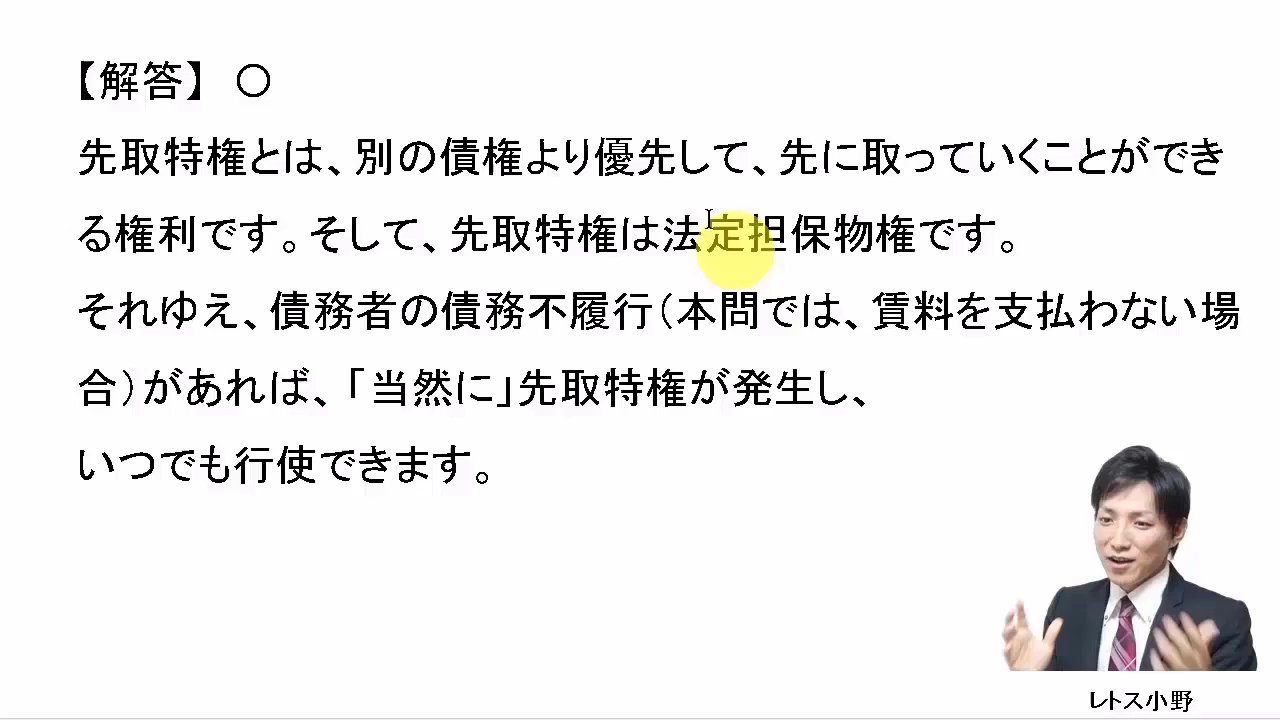 【解答】 ○
先取特権とは、別の債権より優先して、先に取っていくことができ
る権利です。そして、先取特権は法定担保物権です。
それゆえ、債務者の債務不履行(本問では、賃料を支払わない場
合)があれば、「当然に」先取特権が発生し、
いつでも行使できます。
レトス小野